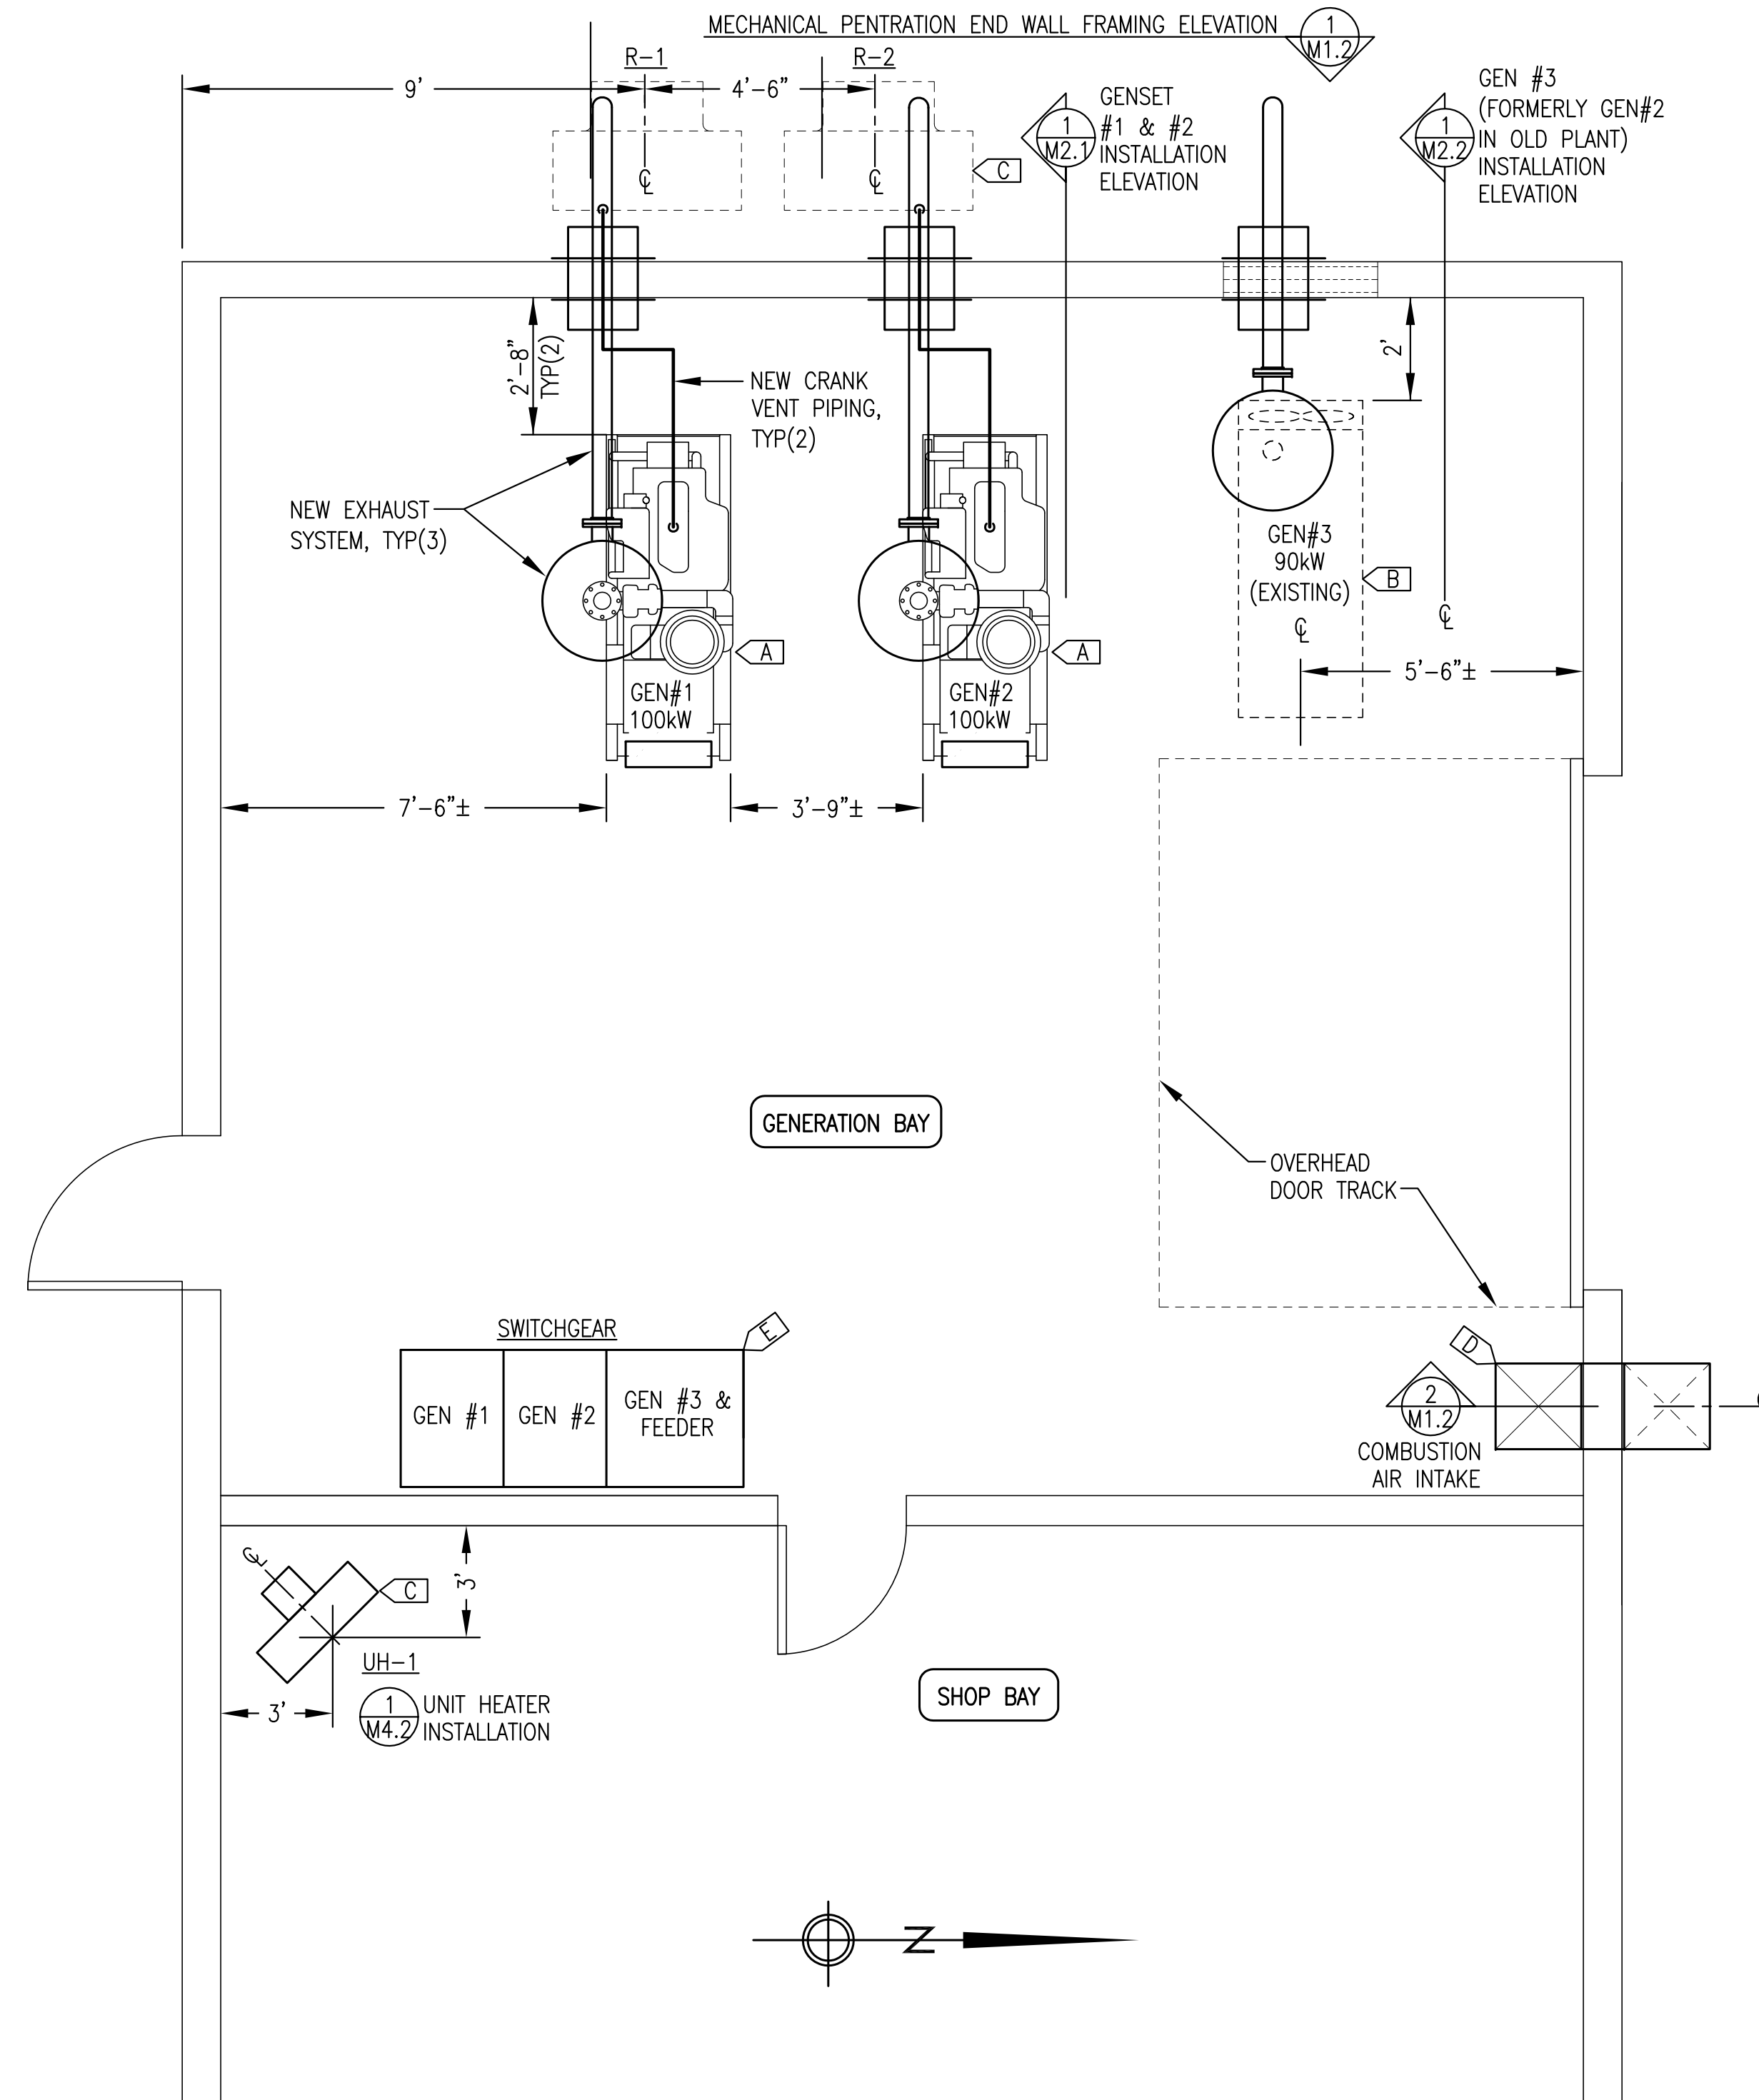 MECHANICAL PENTRATION END WALL FRAMING ELEVATION
1
M1.2
R-1
R-2
9'
4'-6"
℄
℄
C
1
M2.1
GENSET
#1 & #2
INSTALLATION
ELEVATION
1
M2.2
GEN #3
(FORMERLY GEN#2
IN OLD PLANT)
INSTALLATION
ELEVATION
2'-8"
TYP(2)
NEW CRANK
VENT PIPING,
TYP(2)
2'
NEW EXHAUST
SYSTEM, TYP(3)
GEN#3
90kW
(EXISTING)
℄
B
℄
A
A
5'-6"±
GEN#1
100kW
GEN#2
100kW
7'-6"±
3'-9"±
GENERATION BAY
OVERHEAD
DOOR TRACK
SWITCHGEAR
E
GEN #1
GEN #2
GEN #3 &
FEEDER
D
2
M1.2
COMBUSTION
AIR INTAKE
℄
C
3'
UH-1
3'
1
M4.2
UNIT HEATER
INSTALLATION
SHOP BAY
N